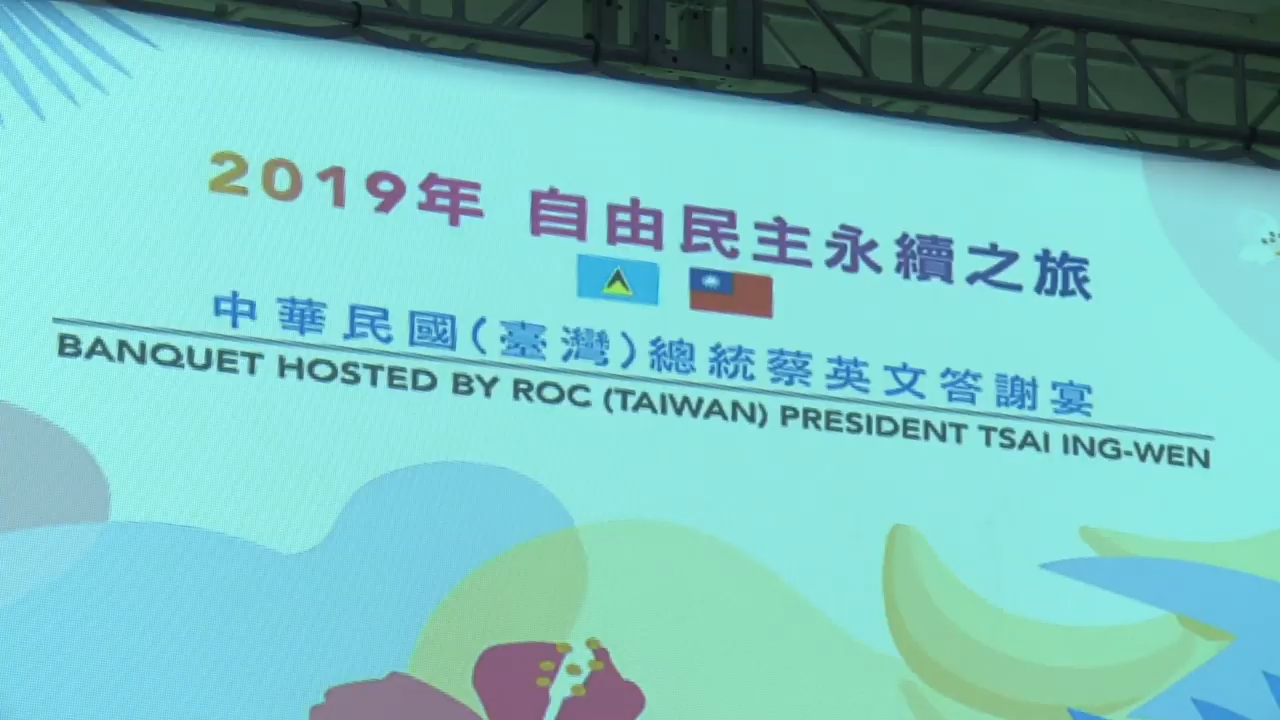 2019年 自由民主永續之旅
中華民國(臺灣)總統蔡英文答謝宴
BANQUET HOSTED BY ROC (TAIWAN) PRESIDENT TSAI ING-WEN